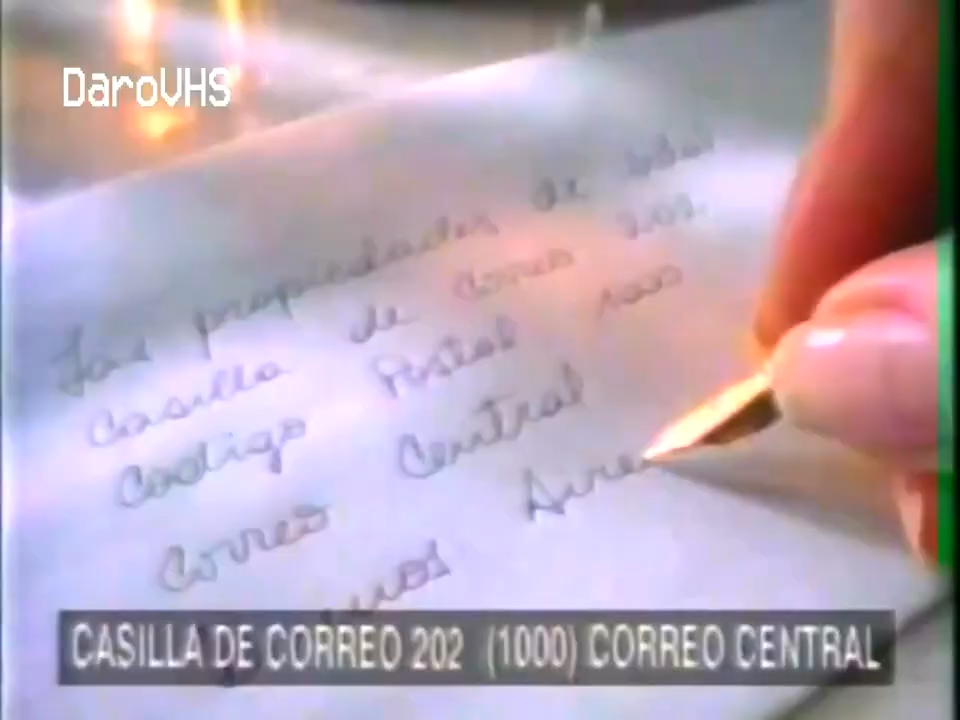 DaroVHS
Las propiedades de
Casilla de Correo 202.
Codigo Postal 1000
Correo Central
Buenos Aire
CASILLA DE CORREO 202 (1000) CORREO CENTRAL